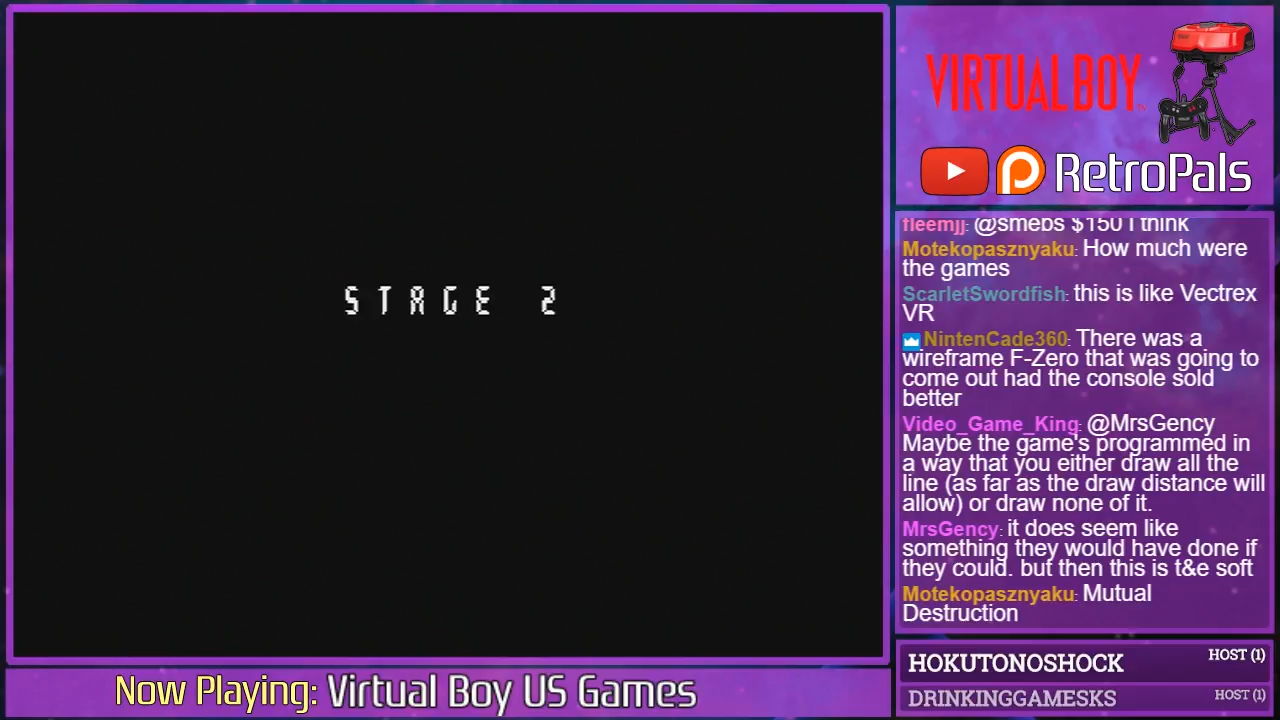 STAGE 2
Now Playing: Virtual Boy US Games
VIRTUAL BOY
RetroPals
fleemjj: @smebs $150 I think
Motekopasznyaku: How much were
the games
ScarletSwordfish: this is like Vectrex
VR
NintenCade360: There was a
wireframe F-Zero that was going to
come out had the console sold
better
Video_Game_King: @MrsGency
Maybe the game's programmed in
a way that you either draw all the
line (as far as the draw distance will
allow) or draw none of it.
MrsGency: it does seem like
something they would have done if
they could. but then this is t&e soft
Motekopasznyaku: Mutual
Destruction
HOKUTONOSHOCK HOST (1)
DRINKINGGAMESKS HOST (1)